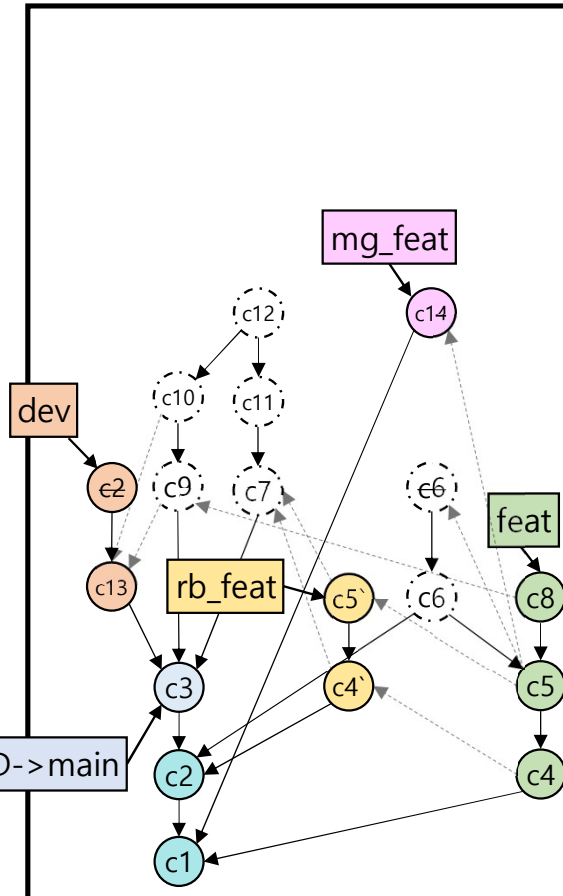 mg_feat
c12
c14
c10
c11
dev
c2
c9
c7
c6
feat
c13
rb_feat
c5`
c6
c8
c3
c4`
c5
D->main
c2
c4
c1